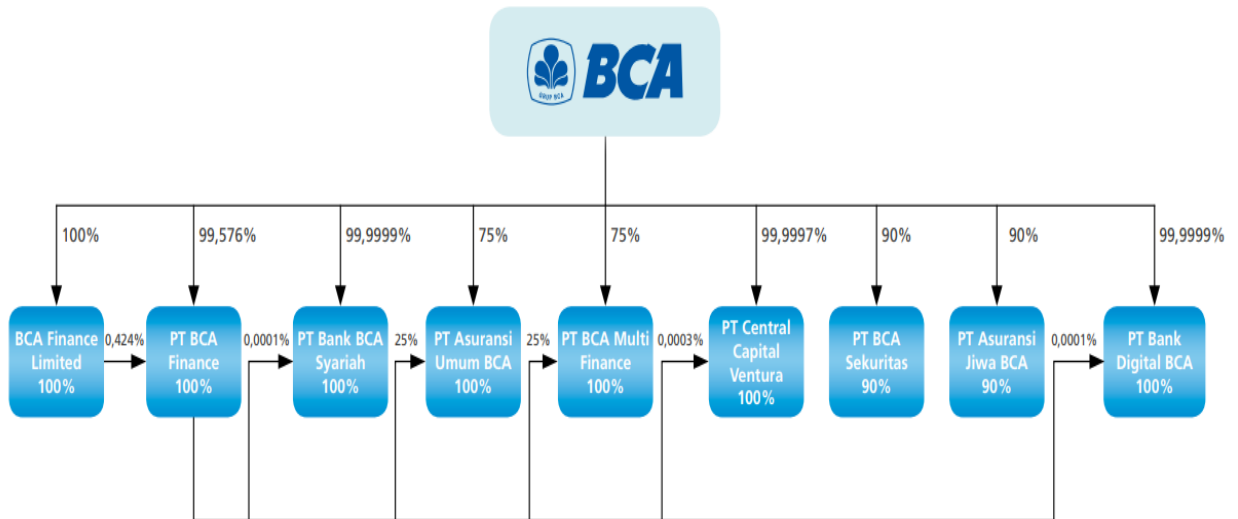 GRUP BCA
BCA
100%
99,576%
99,9999%
75%
75%
99,9997%
90%
90%
99,9999%
BCA Finance
Limited
100%
0,424%
PT BCA
Finance
100%
0,0001%
PT Bank BCA
Syariah
100%
25%
PT Asuransi
Umum BCA
100%
25%
PT BCA Multi
Finance
100%
0,0003%
PT Central
Capital
Ventura
100%
PT BCA
Sekuritas
90%
PT Asuransi
Jiwa BCA
90%
0,0001%
PT Bank
Digital BCA
100%